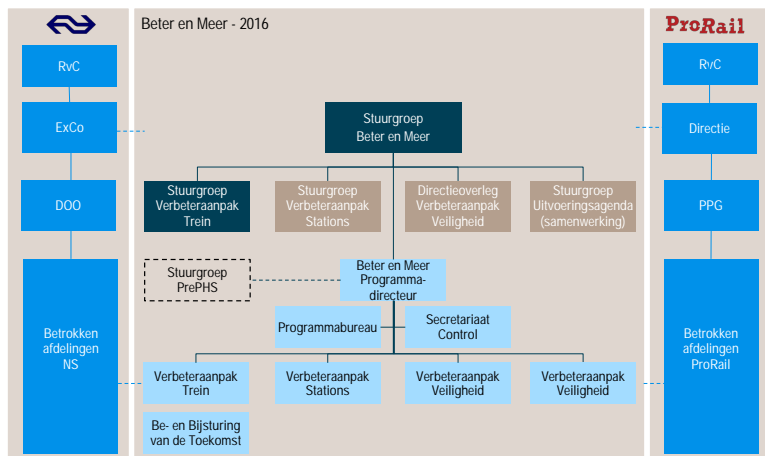 Beter en Meer - 2016
ProRail
RvC
RvC
ExCo
Stuurgroep
Beter en Meer
Directie
DOO
Stuurgroep
Verbeteraanpak
Trein
Stuurgroep
Verbeteraanpak
Stations
Directieoverleg
Verbeteraanpak
Veiligheid
Stuurgroep
Uitvoeringsagenda
(samenwerking)
PPG
Stuurgroep
PrePHS
Beter en Meer
Programma-
directeur
Programmabureau
Secretariaat
Control
Betrokken
afdelingen
NS
Betrokken
afdelingen
ProRail
Verbeteraanpak
Trein
Verbeteraanpak
Stations
Verbeteraanpak
Veiligheid
Verbeteraanpak
Veiligheid
Be- en Bijsturing
van de Toekomst